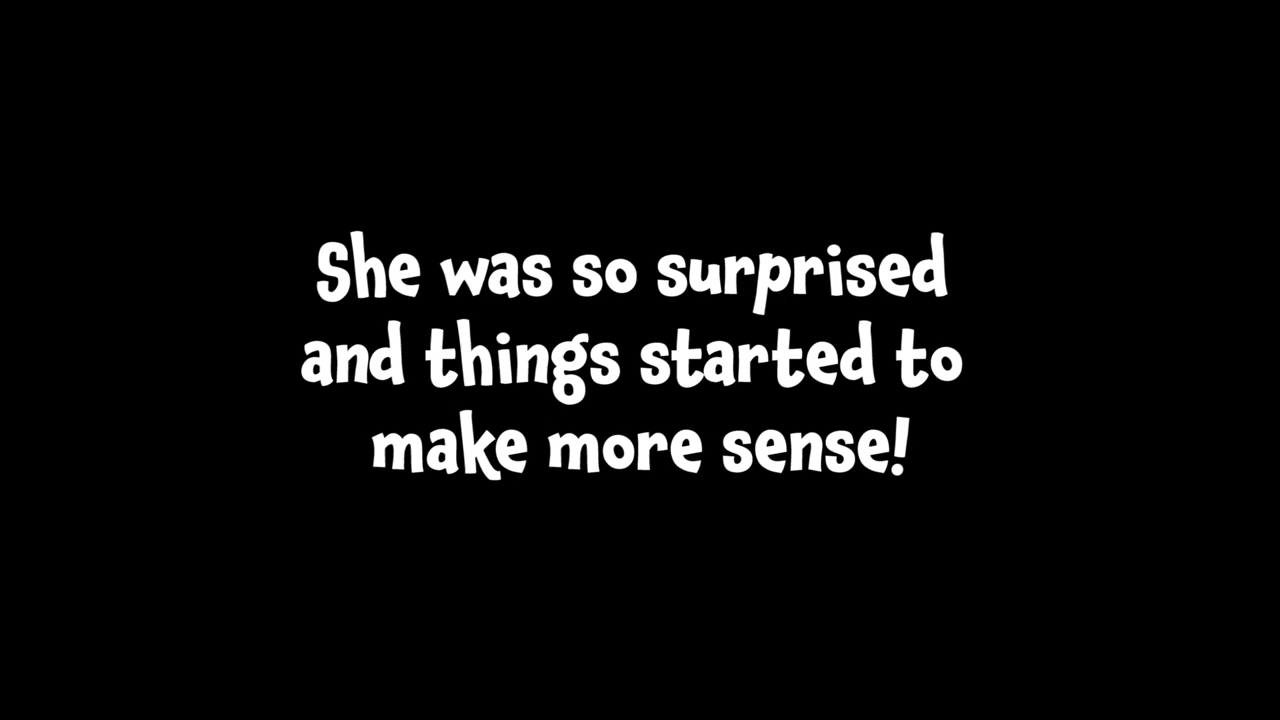 She was so surprised
and things started to
make more sense!